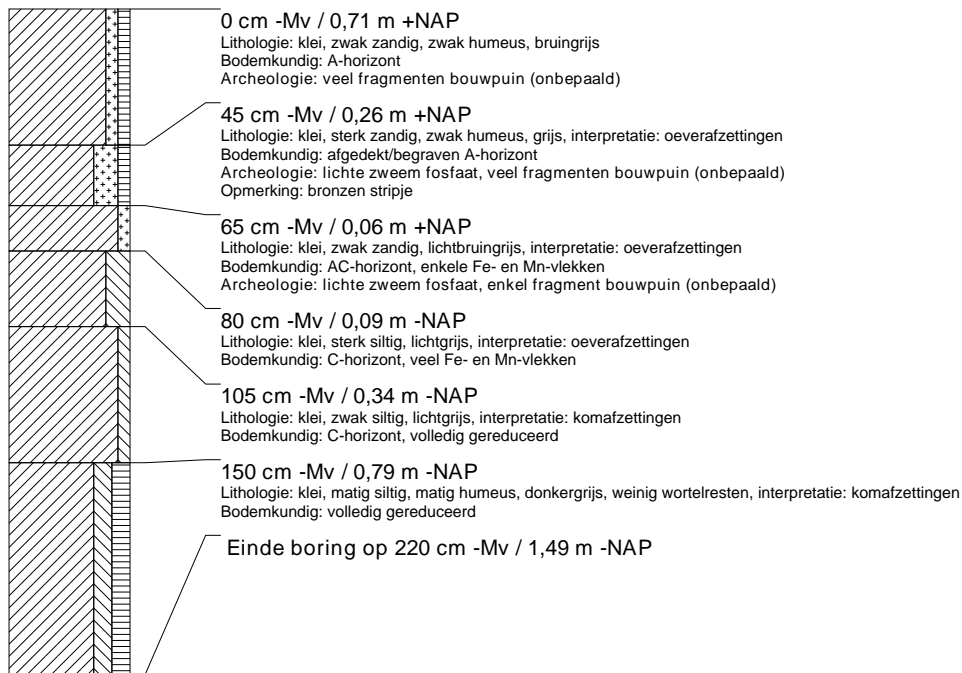 0 cm -Mv / 0,71 m +NAP
Lithologie: klei, zwak zandig, zwak humeus, bruingrijs
Bodemkundig: A-horizont
Archeologie: veel fragmenten bouwpuin (onbepaald)
45 cm -Mv / 0,26 m +NAP
Lithologie: klei, sterk zandig, zwak humeus, grijs, interpretatie: oeverafzettingen
Bodemkundig: afgedekt/begraven A-horizont
Archeologie: lichte zweem fosfaat, veel fragmenten bouwpuin (onbepaald)
Opmerking: bronzen stripje
65 cm -Mv / 0,06 m +NAP
Lithologie: klei, zwak zandig, lichtbruingrijs, interpretatie: oeverafzettingen
Bodemkundig: AC-horizont, enkele Fe- en Mn-vlekken
Archeologie: lichte zweem fosfaat, enkel fragment bouwpuin (onbepaald)
80 cm -Mv / 0,09 m -NAP
Lithologie: klei, sterk siltig, lichtgrijs, interpretatie: oeverafzettingen
Bodemkundig: C-horizont, veel Fe- en Mn-vlekken
105 cm -Mv / 0,34 m -NAP
Lithologie: klei, zwak siltig, lichtgrijs, interpretatie: komafzettingen
Bodemkundig: C-horizont, volledig gereduceerd
150 cm -Mv / 0,79 m -NAP
Lithologie: klei, matig siltig, matig humeus, donkergrijs, weinig wortelresten, interpretatie: komafzettingen
Bodemkundig: volledig gereduceerd
Einde boring op 220 cm -Mv / 1,49 m -NAP